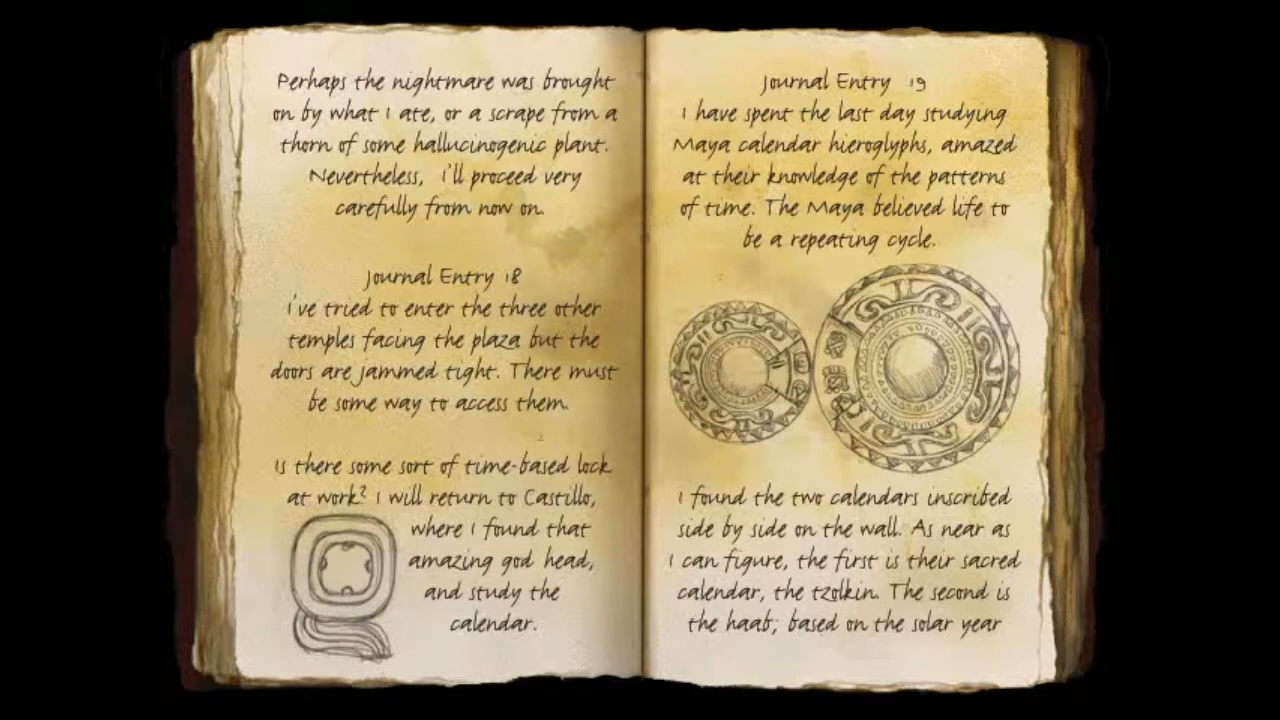 Perhaps the nightmare was brought
on by what I ate, or a scrape from a
thorn of some hallucinogenic plant.
Nevertheless, I'll proceed very
carefully from now on.
Journal Entry 18
I've tried to enter the three other
temples facing the plaza but the
doors are jammed tight. There must
be some way to access them.
Is there some sort of time-based lock
at work? I will return to Castillo,
where I found that
amazing god head,
and study the
calendar.
Journal Entry 19
I have spent the last day studying
Maya calendar hieroglyphs, amazed
at their knowledge of the patterns
of time. The Maya believed life to
be a repeating cycle.
I found the two calendars inscribed
side by side on the wall. As near as
I can figure, the first is their sacred
calendar, the tzolkin. The second is
the haab, based on the solar year